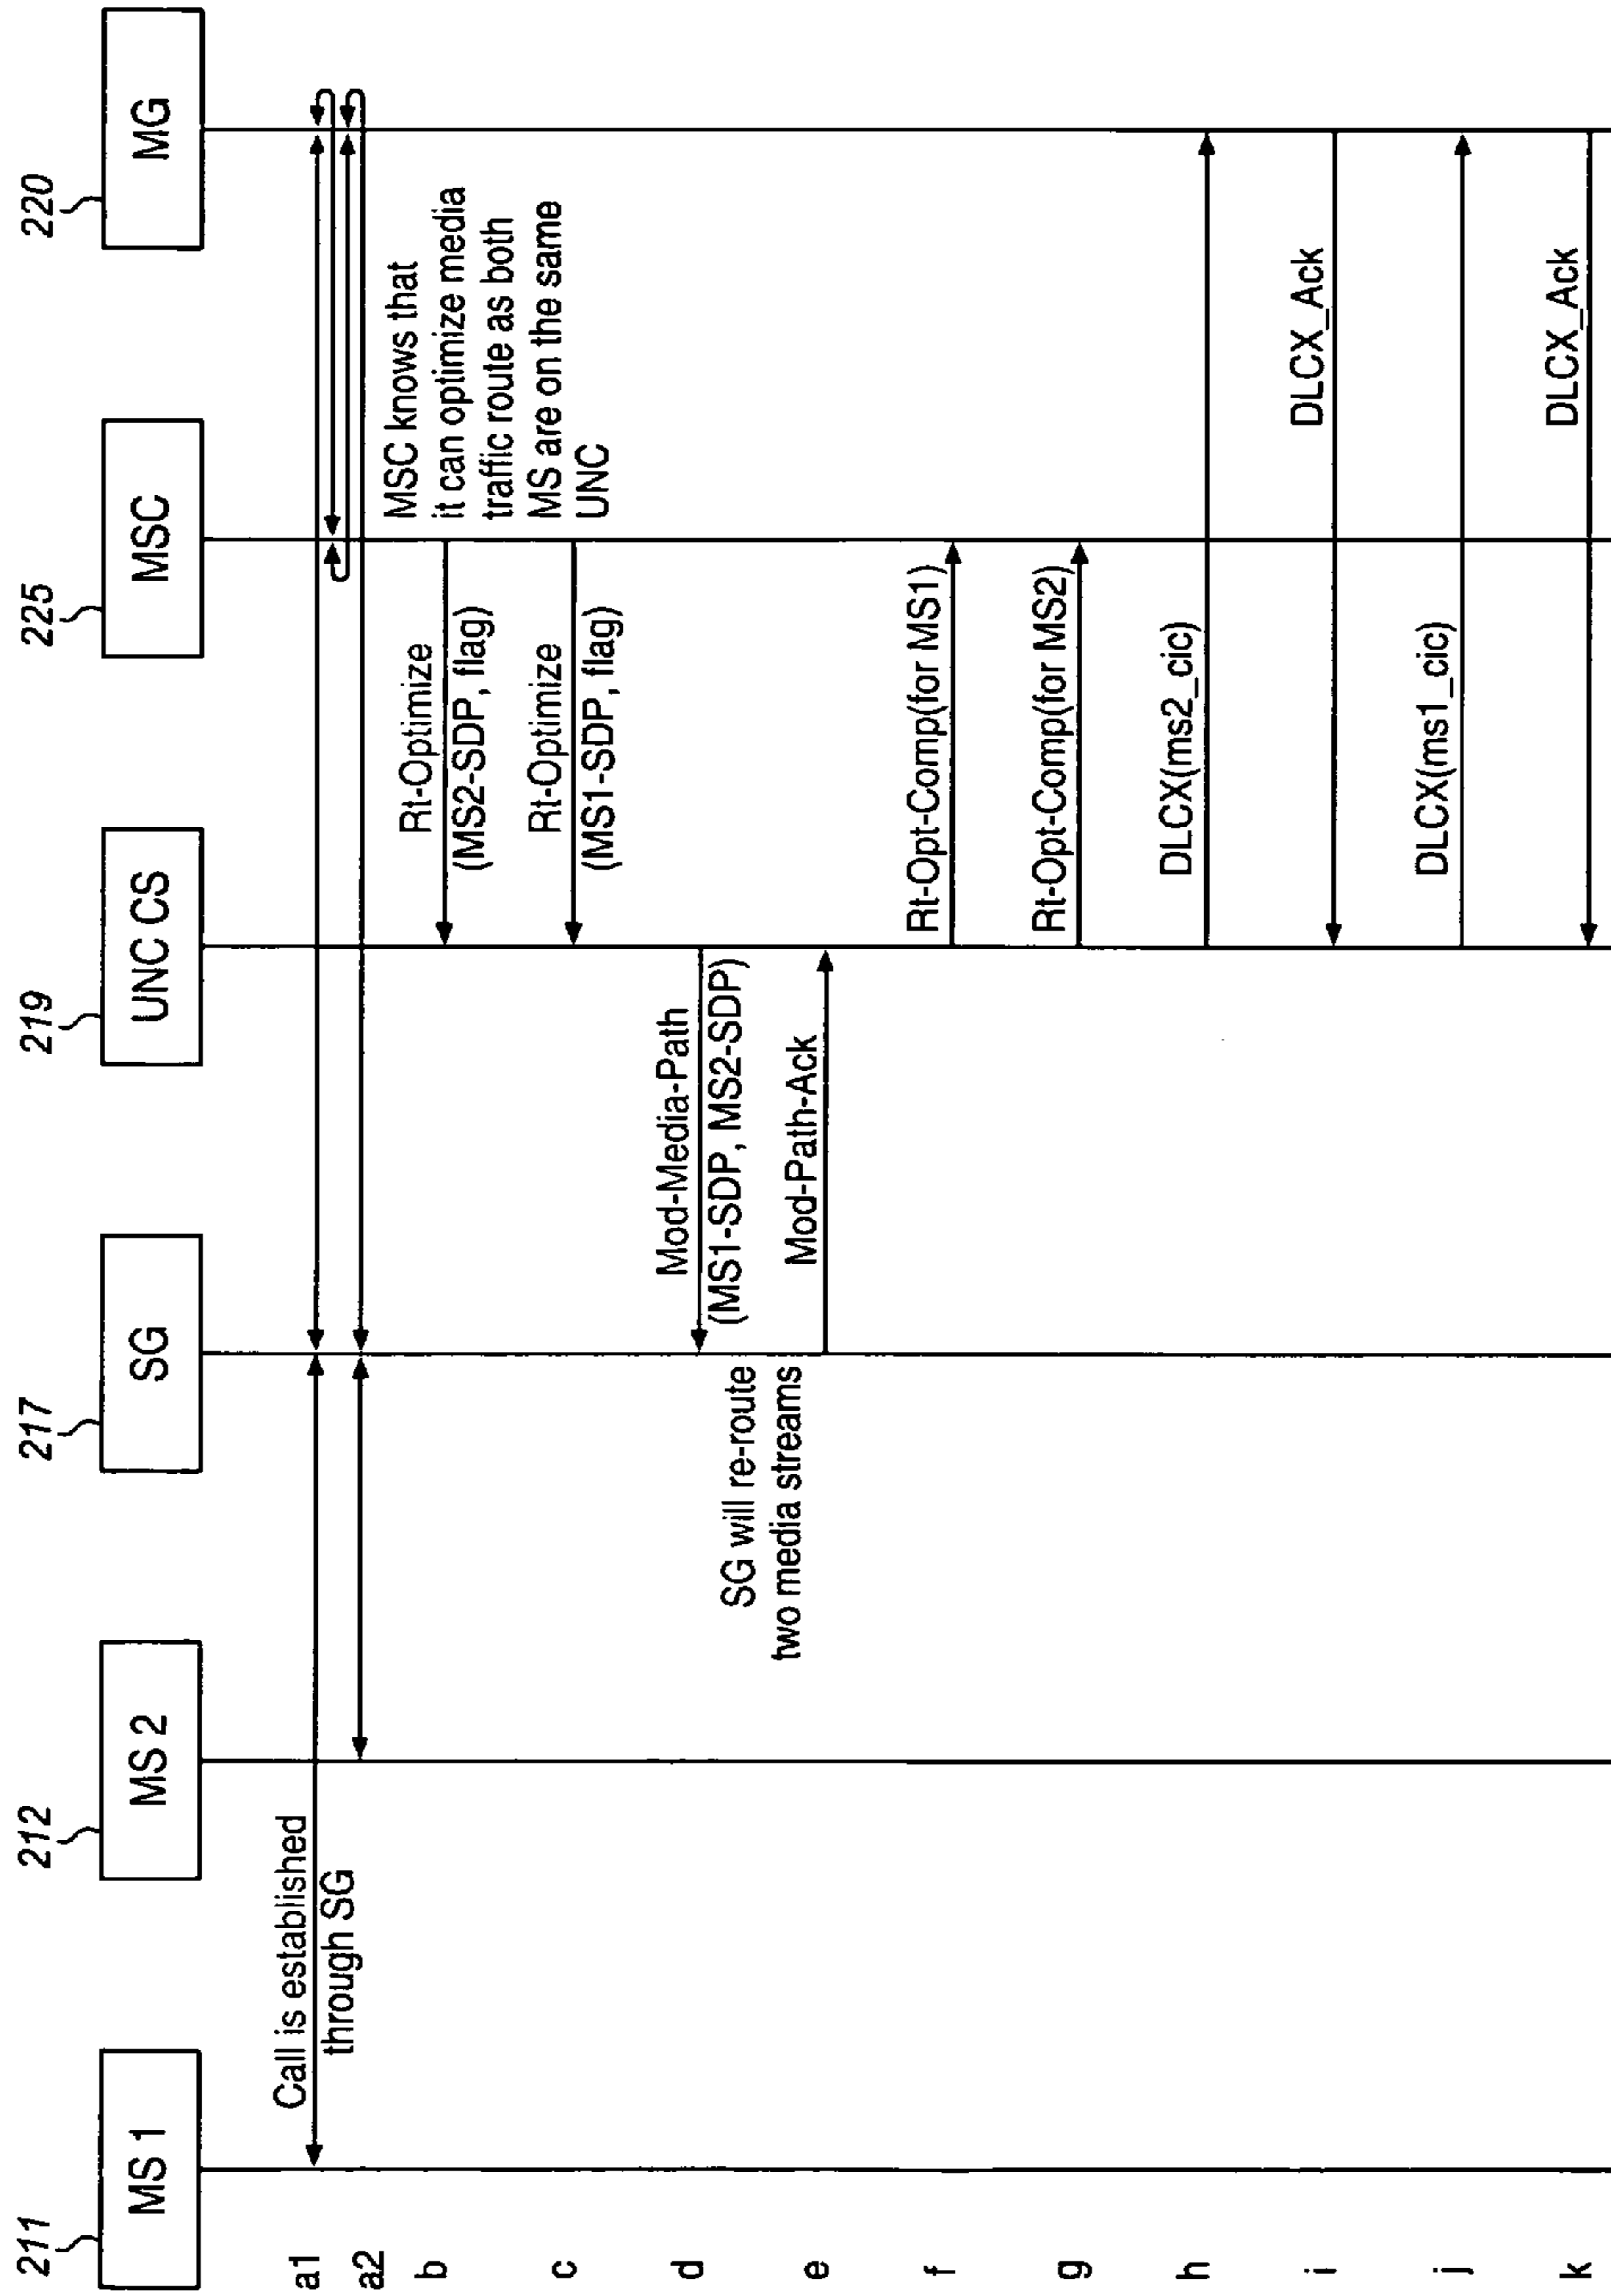 211
212
217
219
225
220
MS 1
MS 2
SG
UNC CS
MSC
MG
a1
Call is established
through SG
a2
b
Rt-Optimize
(MS2-SDP, flag)
MSC knows that
it can optimize media
traffic route as both
MS are on the same
UNC
c
Rt-Optimize
(MS1-SDP, flag)
d
Mod-Media-Path
(MS1-SDP, MS2-SDP)
SG will re-route
two media streams
e
Mod-Path-Ack
f
Rt-Opt-Comp(for MS1)
g
Rt-Opt-Comp(for MS2)
h
DLCX(ms2_cic)
i
DLCX_Ack
j
DLCX(ms1_cic)
k
DLCX_Ack